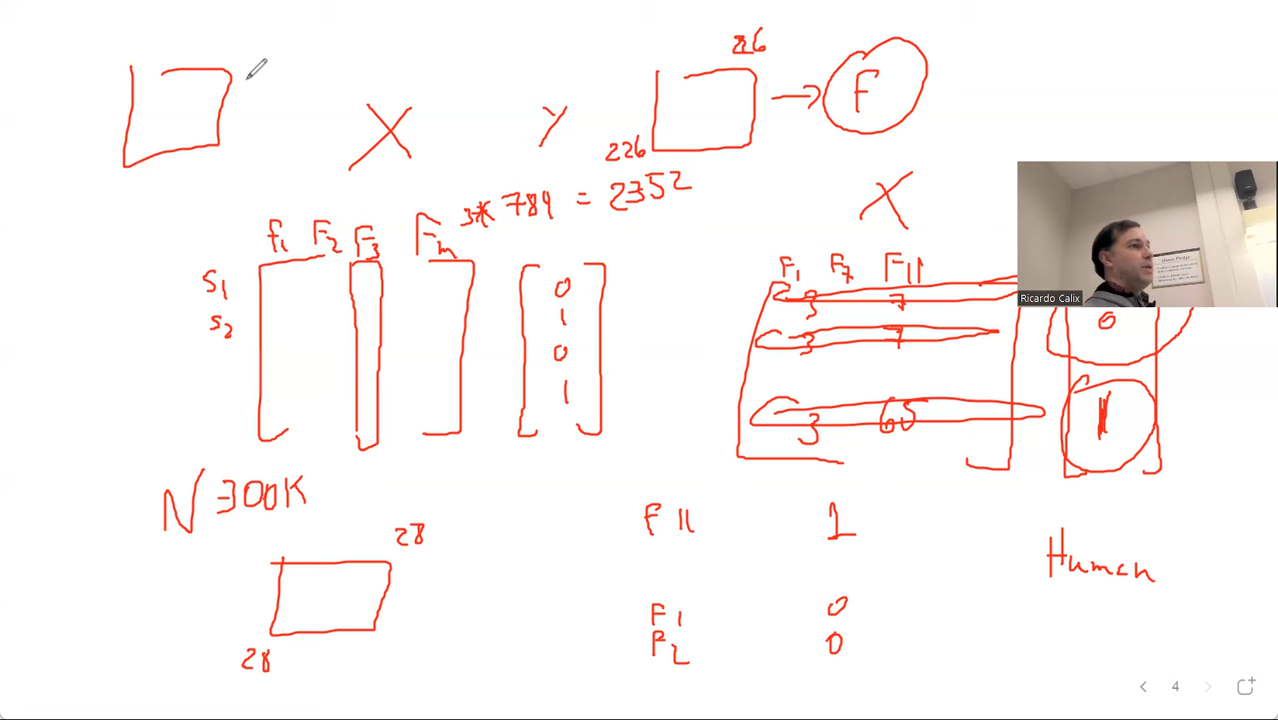 226
F
226
X Y
3* 784 = 2352
X
f1 F2 F3 Fm
F1 F7 F11
S1
0
3 7
Ricardo Calix
0
S2
1
3 7
0
1
3 65
1
N 300K
F11 1
28
Human
F1 0
F2 0
28
4